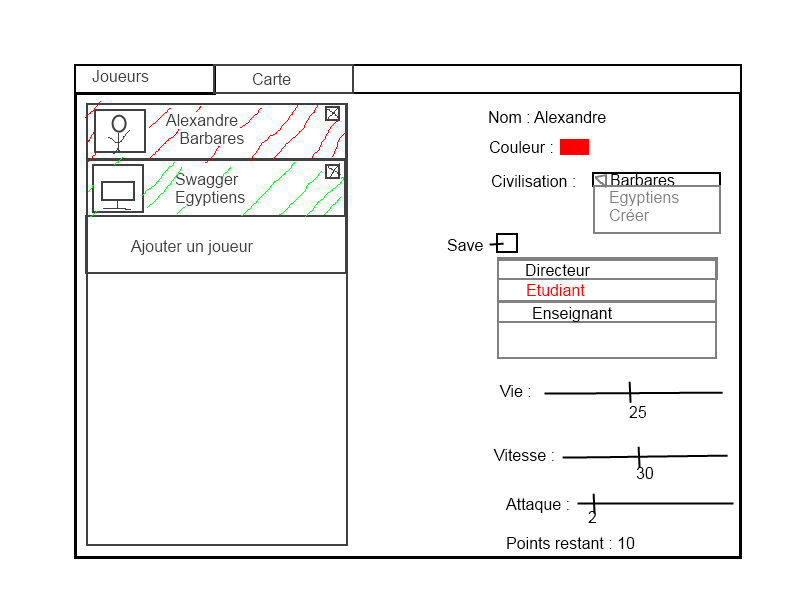 Joueurs
Carte
Alexandre
Barbares
Swagger
Egyptiens
Ajouter un joueur
Nom : Alexandre
Couleur :
Civilisation :
Barbares
Egyptiens
Créer
Save
Directeur
Etudiant
Enseignant
Vie :
25
Vitesse :
30
Attaque :
2
Points restant : 10